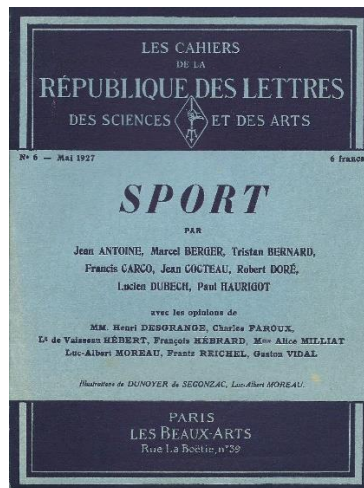 LES CAHIERS
DE LA
RÉPUBLIQUE DES LETTRES
DES SCIENCES ET DES ARTS
N° 6 — Mai 1927 6 francs
SPORT
PAR
Jean ANTOINE, Marcel BERGER, Tristan BERNARD,
Francis CARCO, Jean COCTEAU, Robert DORÉ,
Lucien DUBECH, Paul HAURIGOT
avec les opinions de
MM. Henri DESGRANGE, Charles FAROUX,
Lt de Vaisseau HÉBERT, François HÉBRARD, Mme Alice MILLIAT
Luc-Albert MOREAU, Frantz REICHEL, Gaston VIDAL
Illustrations de DUNOYER de SEGONZAC, Luc-Albert MOREAU.
PARIS
LES BEAUX-ARTS
Rue La Boëtie, n°39